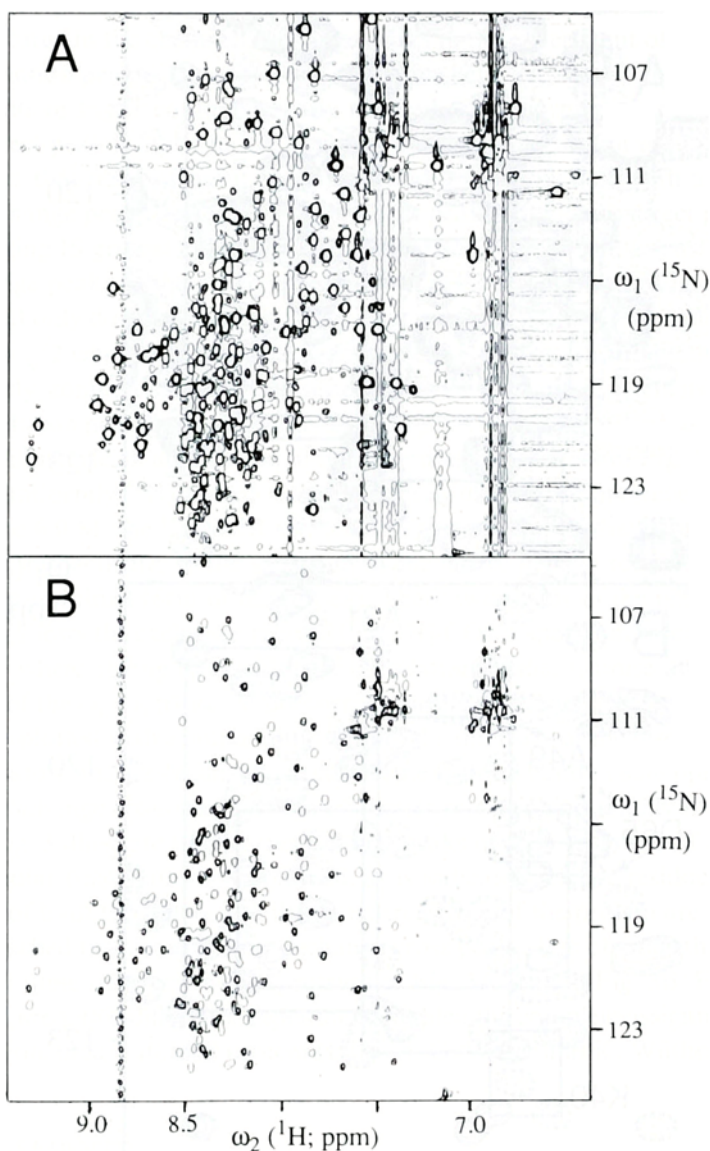 A
107
111
ω₁ (¹⁵N)
(ppm)
119
123
B
107
111
ω₁ (¹⁵N)
(ppm)
119
123
9.0 8.5 7.0
ω₂ (¹H; ppm)